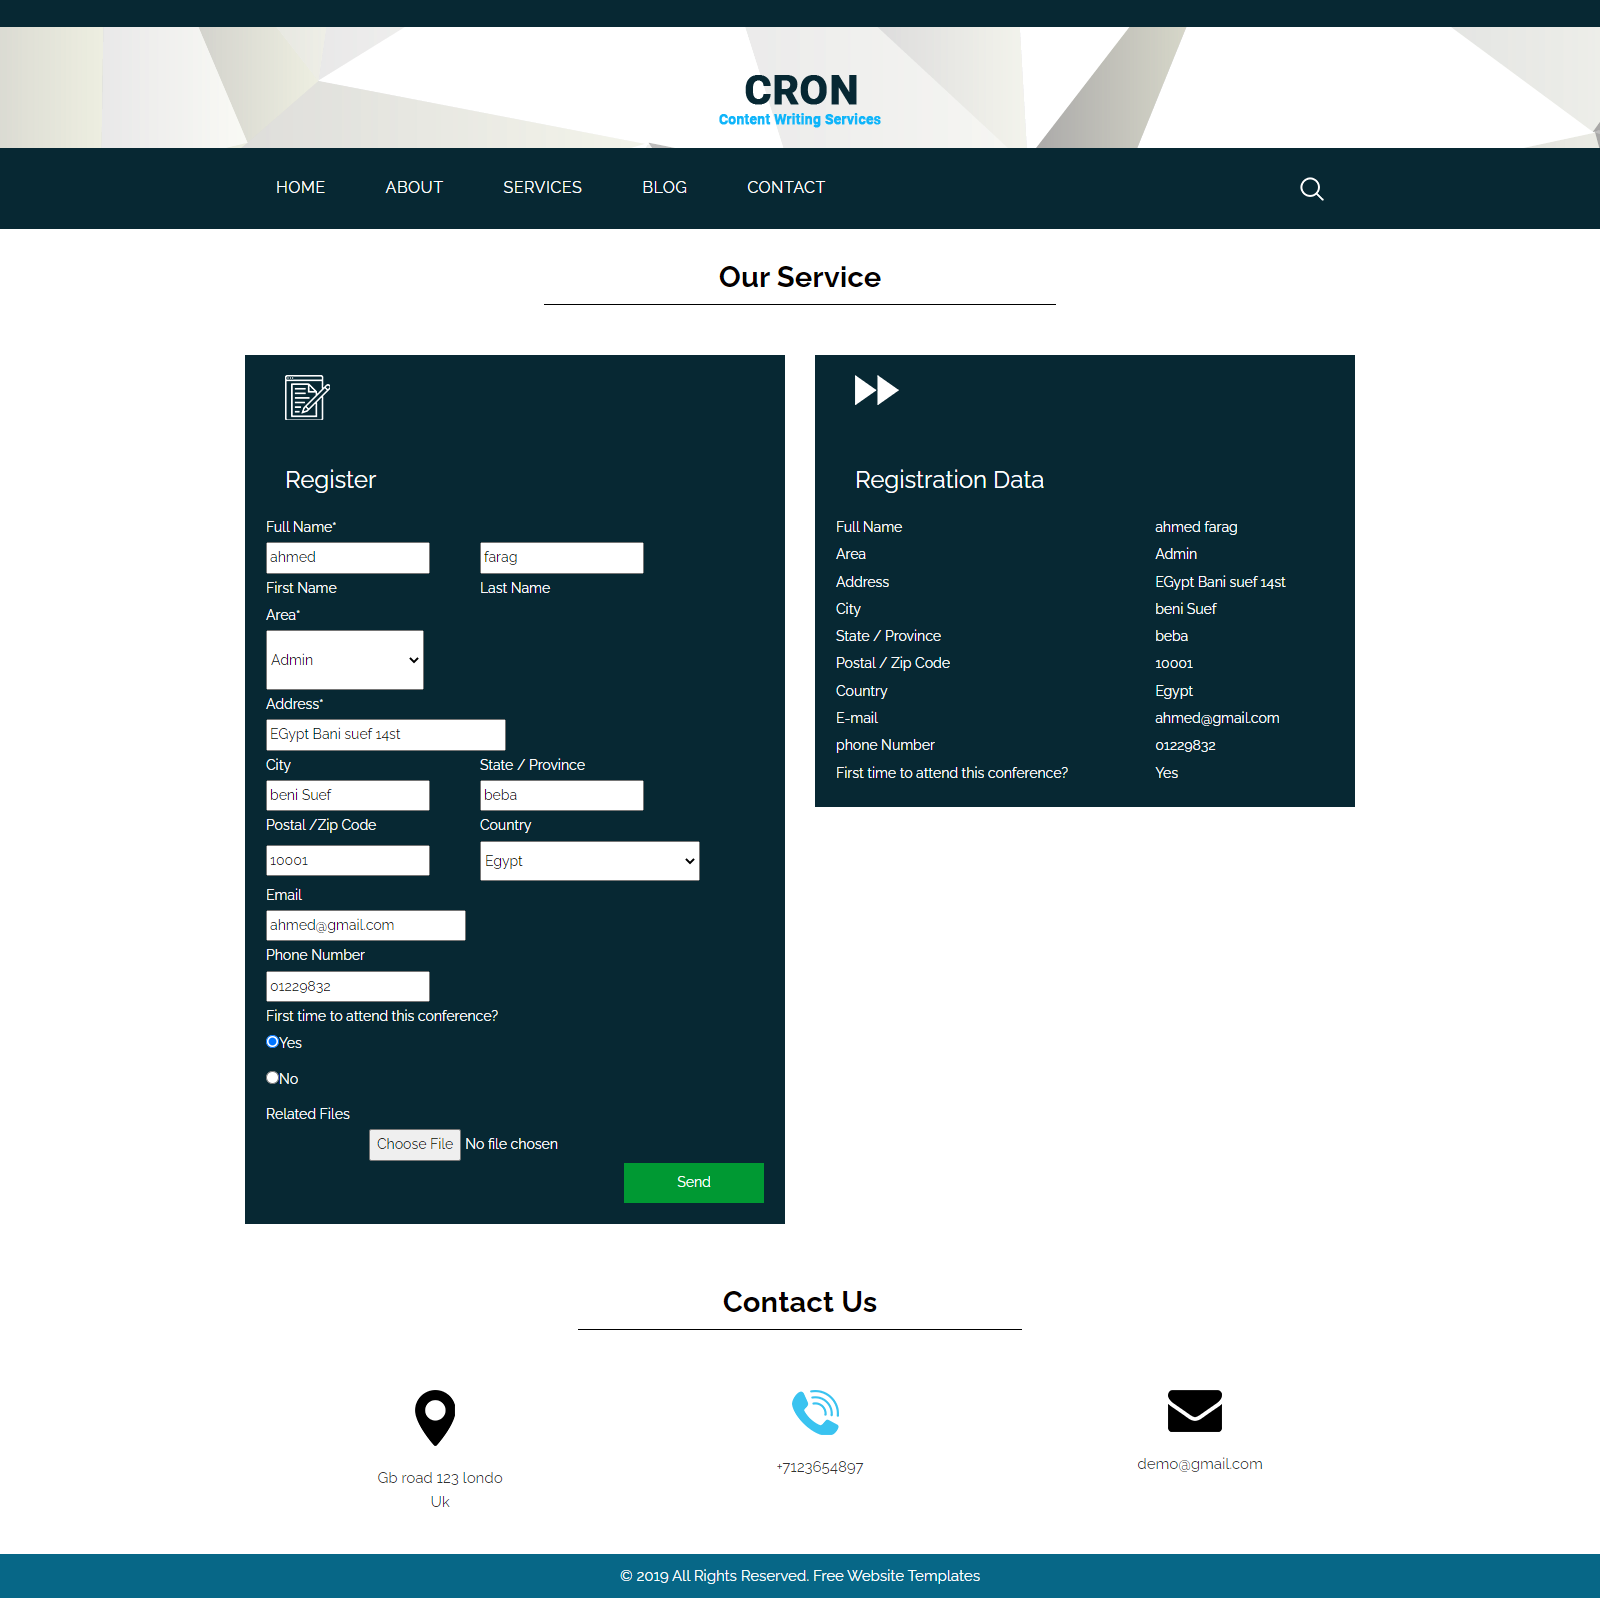 CRON
Content Writing Services
HOME ABOUT SERVICES BLOG CONTACT
Our Service
Register
Full Name*
ahmed farag
First Name Last Name
Area*
Admin
Address*
EGypt Bani suef 14st
City State / Province
beni Suef beba
Postal /Zip Code Country
10001 Egypt
Email
ahmed@gmail.com
Phone Number
01229832
First time to attend this conference?
Yes
No
Related Files
Choose File No file chosen
Send
Registration Data
Full Name ahmed farag
Area Admin
Address EGypt Bani suef 14st
City beni Suef
State / Province beba
Postal / Zip Code 10001
Country Egypt
E-mail ahmed@gmail.com
phone Number 01229832
First time to attend this conference? Yes
Contact Us
Gb road 123 londo
Uk
+7123654897
demo@gmail.com
© 2019 All Rights Reserved. Free Website Templates